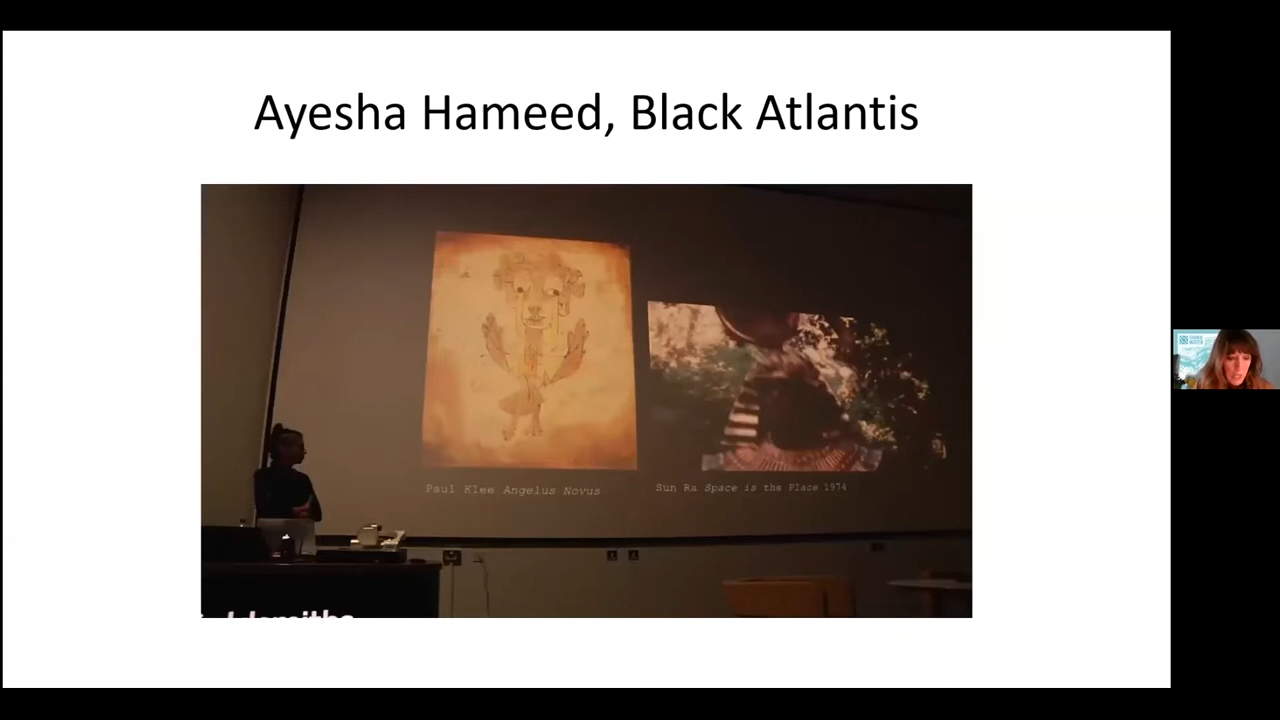 Ayesha Hameed, Black Atlantis
Paul Klee Angelus Novus
Sun Ra Space is the Place 1974